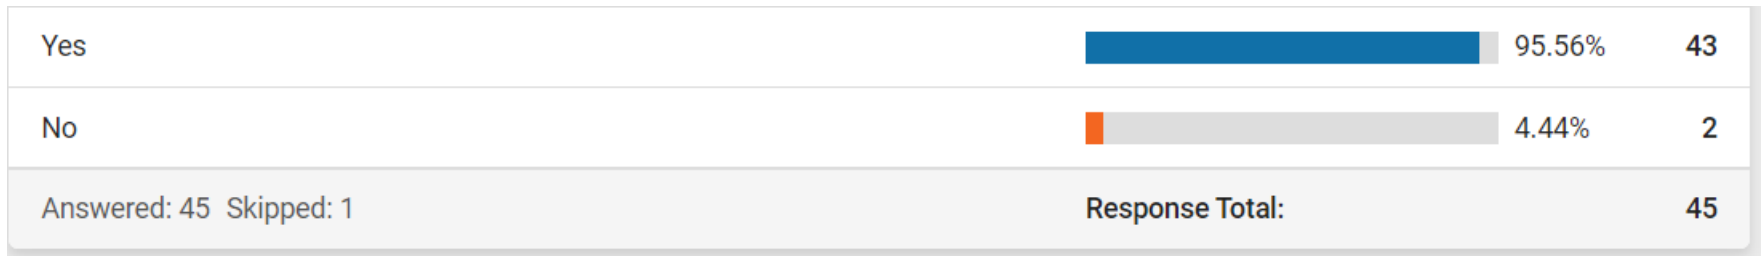 Yes 95.56% 43
No 4.44% 2
Answered: 45 Skipped: 1 Response Total: 45